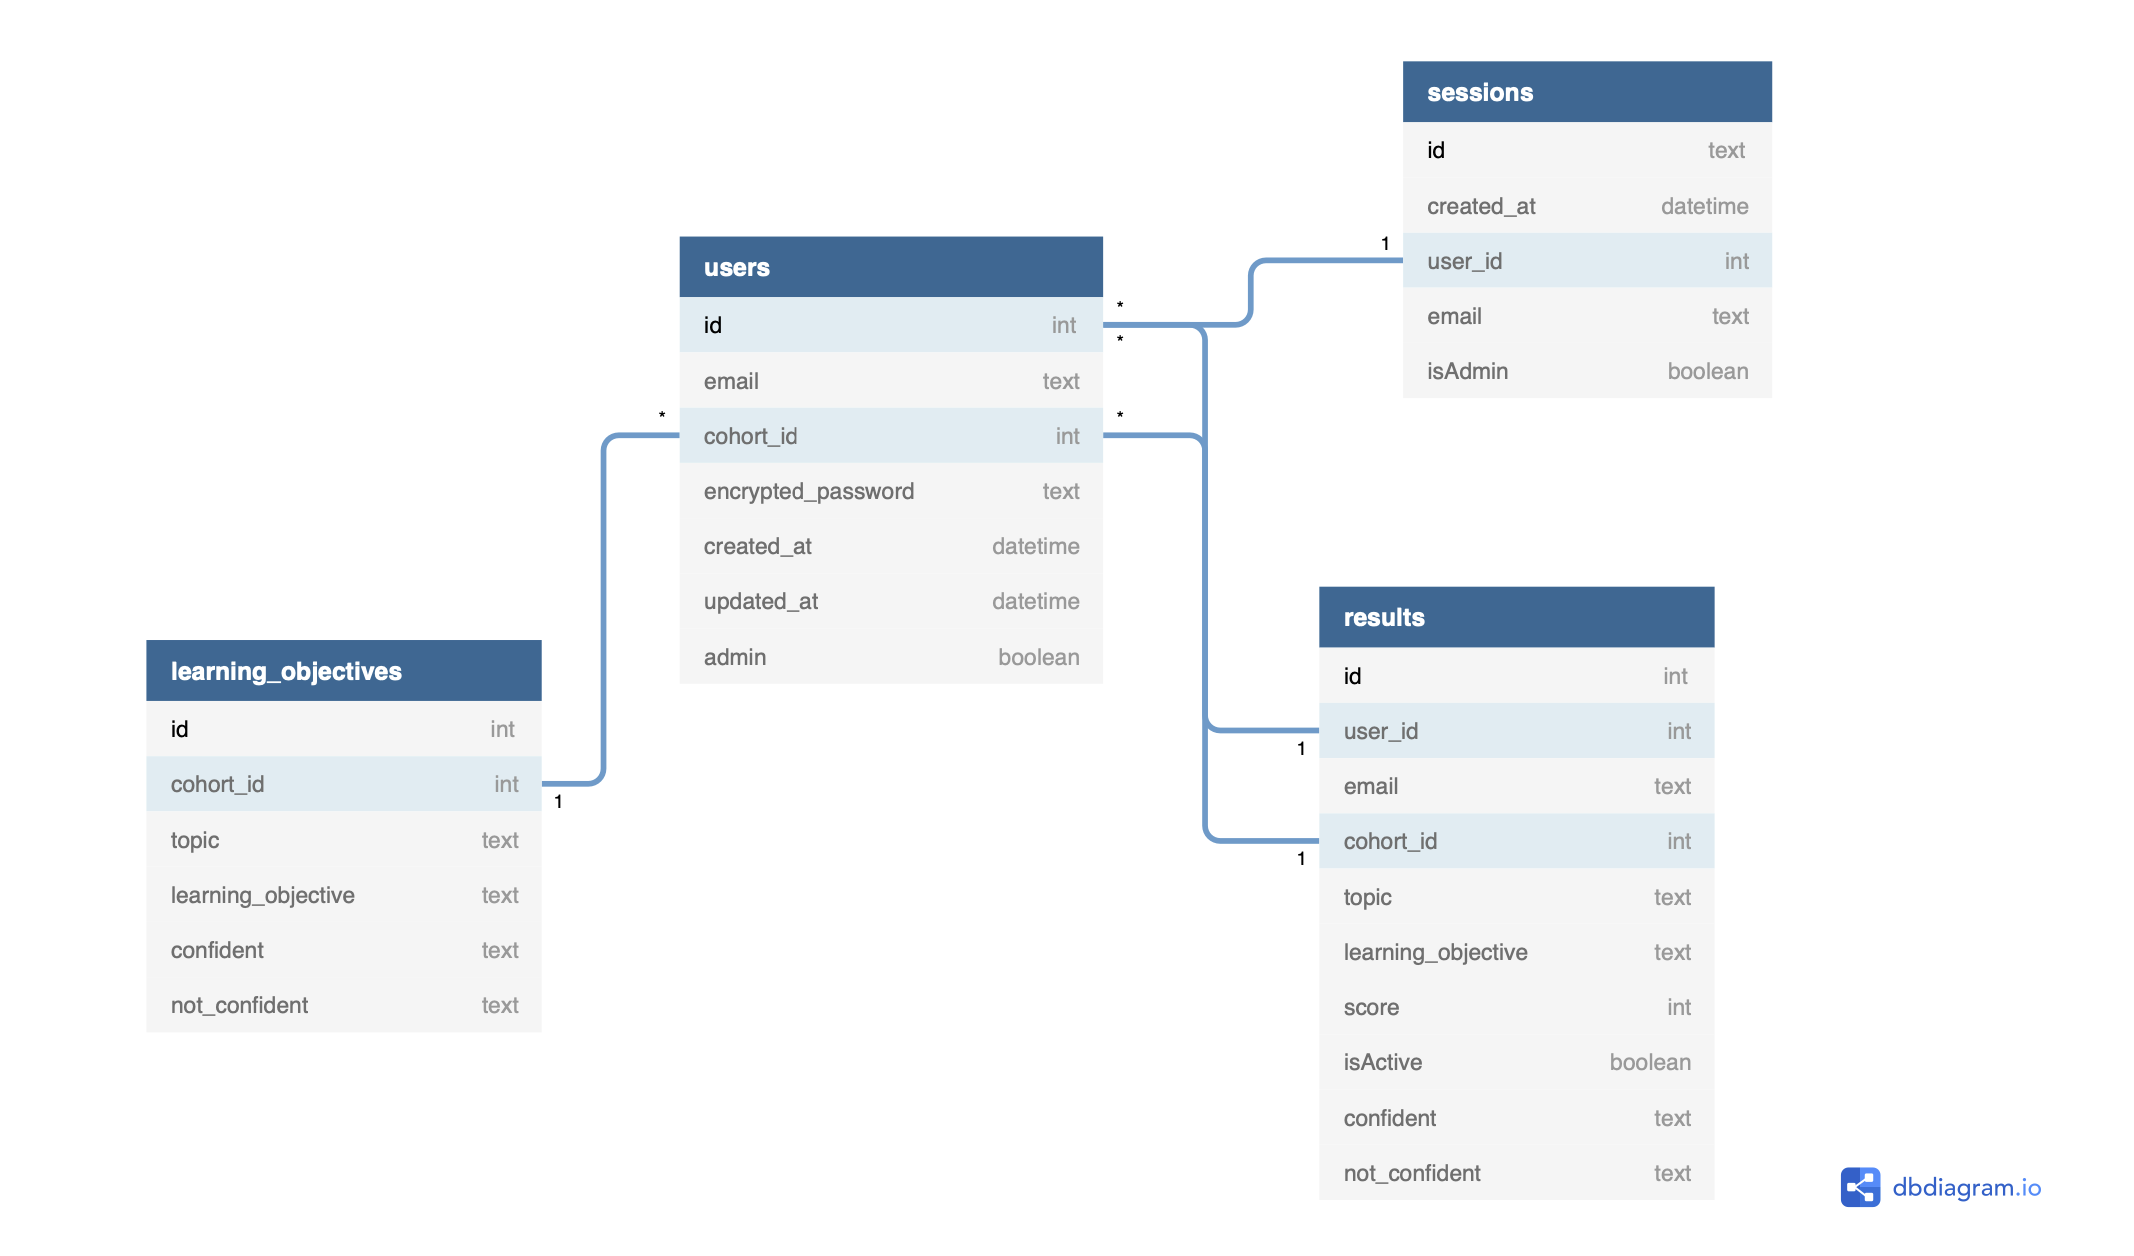 sessions
id text
created_at datetime
1
user_id int
email text
isAdmin boolean
users
*
id int
*
email text
*
*
cohort_id int
encrypted_password text
created_at datetime
updated_at datetime
admin boolean
learning_objectives
id int
cohort_id int
1
topic text
learning_objective text
confident text
not_confident text
results
id int
user_id int
1
email text
cohort_id int
1
topic text
learning_objective text
score int
isActive boolean
confident text
not_confident text
dbdiagram.io